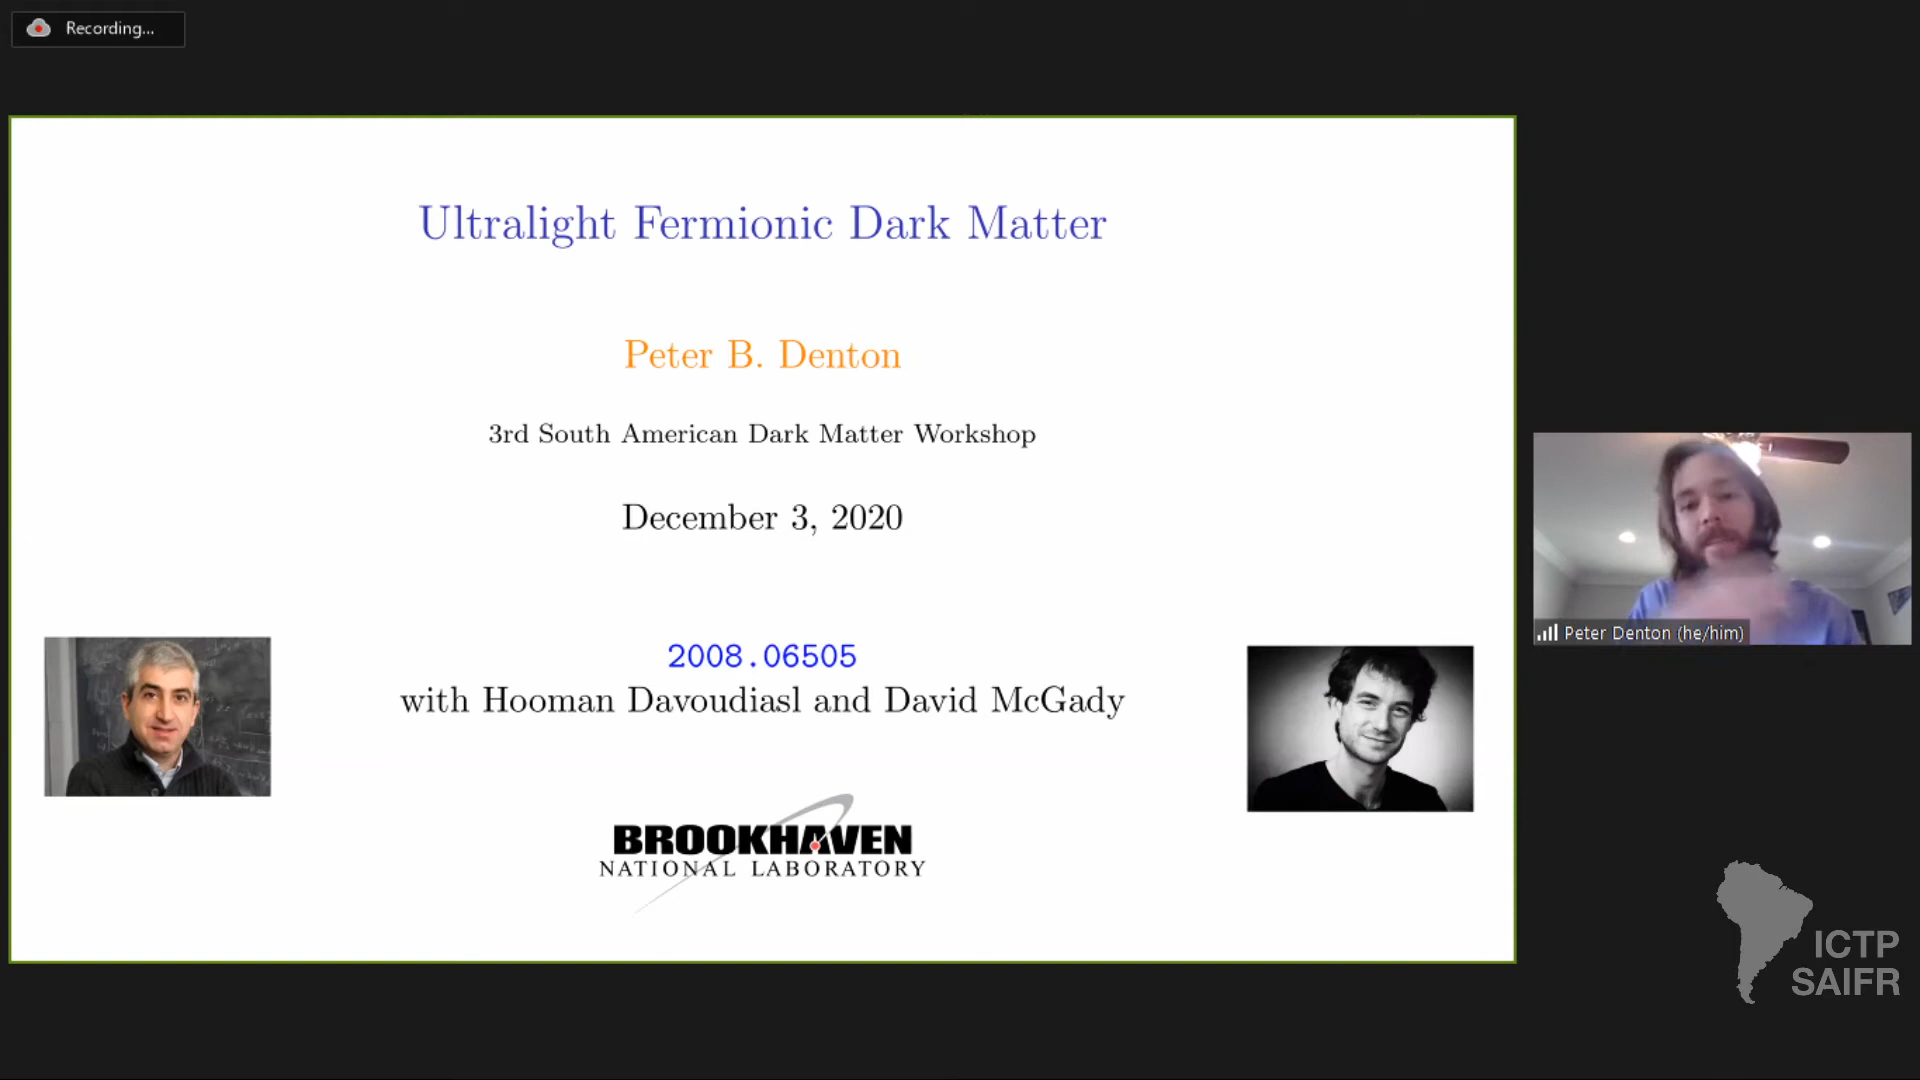 Recording...
Ultralight Fermionic Dark Matter
Peter B. Denton
3rd South American Dark Matter Workshop
December 3, 2020
2008.06505
with Hooman Davoudiasl and David McGady
BROOKHAVEN
NATIONAL LABORATORY
Peter Denton (he/him)
ICTP
SAIFR